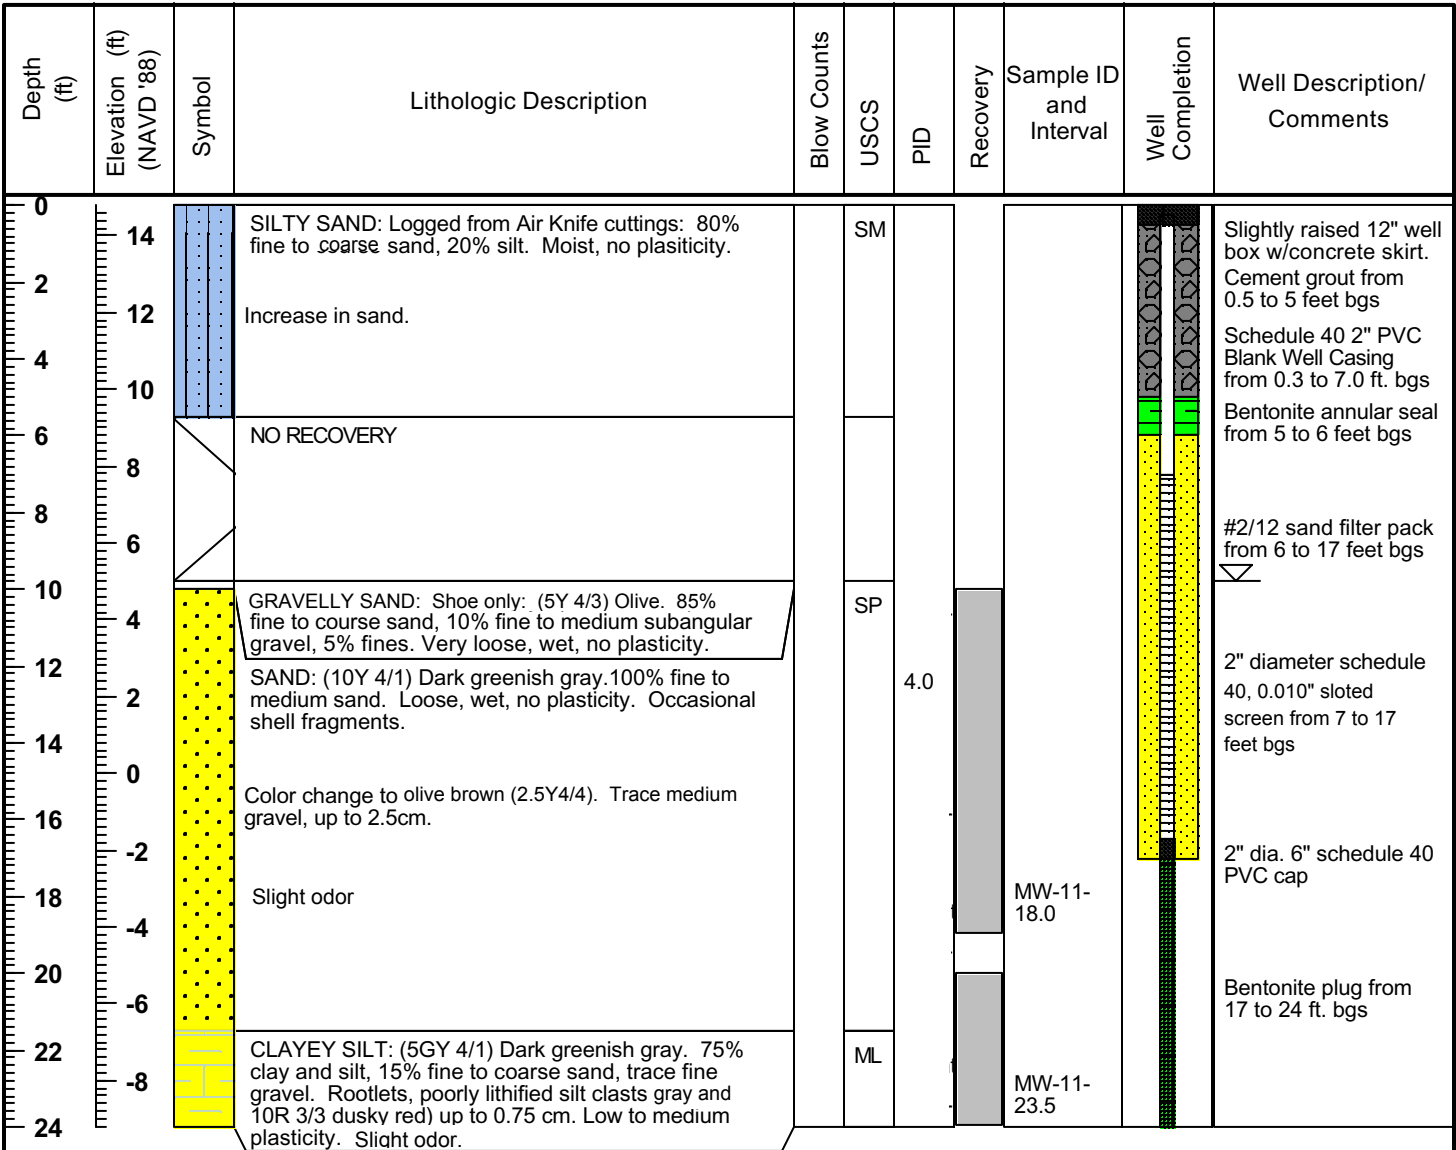 Depth
(ft)
Elevation (ft)
(NAVD '88)
Symbol
Lithologic Description
Blow Counts
USCS
PID
Recovery
Sample ID
and
Interval
Well
Completion
Well Description/
Comments
0
2
4
6
8
10
12
14
16
18
20
22
24
14
12
10
8
6
4
2
0
-2
-4
-6
-8
SILTY SAND: Logged from Air Knife cuttings: 80%
fine to coarse sand, 20% silt. Moist, no plasiticity.
Increase in sand.
NO RECOVERY
GRAVELLY SAND: Shoe only: (5Y 4/3) Olive. 85%
fine to course sand, 10% fine to medium subangular
gravel, 5% fines. Very loose, wet, no plasticity.
SAND: (10Y 4/1) Dark greenish gray.100% fine to
medium sand. Loose, wet, no plasticity. Occasional
shell fragments.
Color change to olive brown (2.5Y4/4). Trace medium
gravel, up to 2.5cm.
Slight odor
CLAYEY SILT: (5GY 4/1) Dark greenish gray. 75%
clay and silt, 15% fine to coarse sand, trace fine
gravel. Rootlets, poorly lithified silt clasts gray and
10R 3/3 dusky red) up to 0.75 cm. Low to medium
plasticity. Slight odor.
SM
SP
ML
4.0
MW-11-
18.0
MW-11-
23.5
Slightly raised 12" well
box w/concrete skirt.
Cement grout from
0.5 to 5 feet bgs
Schedule 40 2" PVC
Blank Well Casing
from 0.3 to 7.0 ft. bgs
Bentonite annular seal
from 5 to 6 feet bgs
#2/12 sand filter pack
from 6 to 17 feet bgs
2" diameter schedule
40, 0.010" sloted
screen from 7 to 17
feet bgs
2" dia. 6" schedule 40
PVC cap
Bentonite plug from
17 to 24 ft. bgs